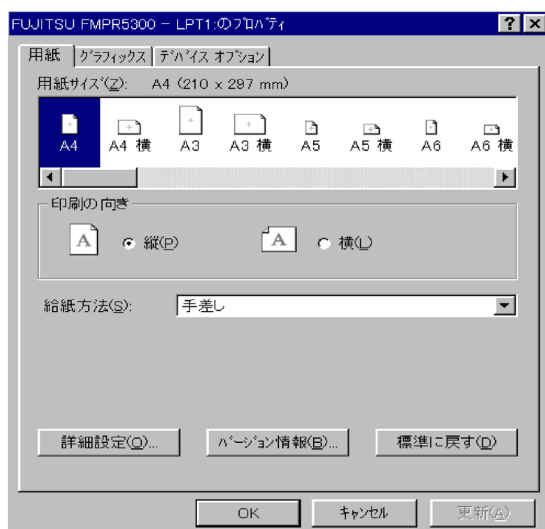 FUJITSU FMPR5300 - LPT1:のﾌﾟﾛﾊﾟﾃｨ
用紙 ｸﾞﾗﾌｨｯｸｽ ﾃﾞﾊﾞｲｽ ｵﾌﾟｼｮﾝ
用紙ｻｲｽﾞ(Z): A4 (210 x 297 mm)
A4 A4 横 A3 A3 横 A5 A5 横 A6 A6 横
印刷の向き
A 縦(P) A 横(L)
給紙方法(S): 手差し
詳細設定(O)... ﾊﾞｰｼﾞｮﾝ情報(B)... 標準に戻す(D)
OK ｷｬﾝｾﾙ 更新(A)